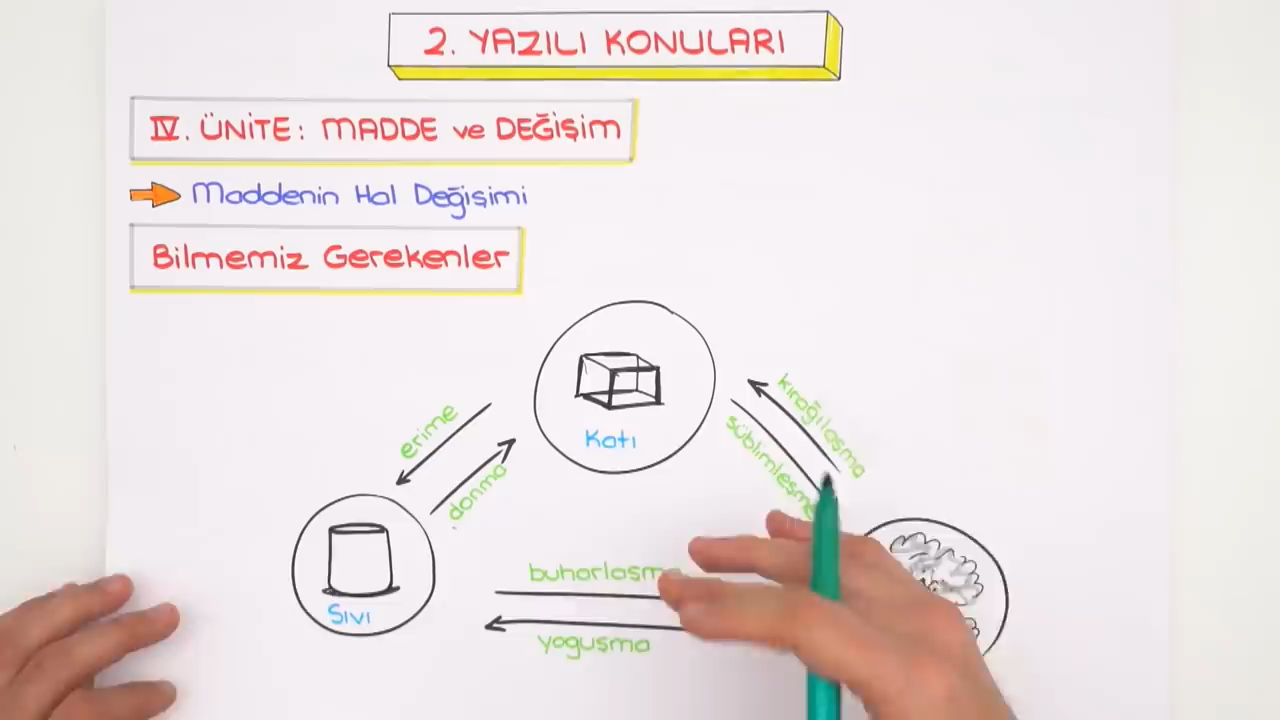 2. YAZILI KONULARI
IV. ÜNİTE: MADDE ve DEĞİŞİM
Maddenin Hal Değişimi
Bilmemiz Gerekenler
Katı
erime
donma
kırağılaşma
süblimleşme
Sıvı
buharlaşma
yoğuşma